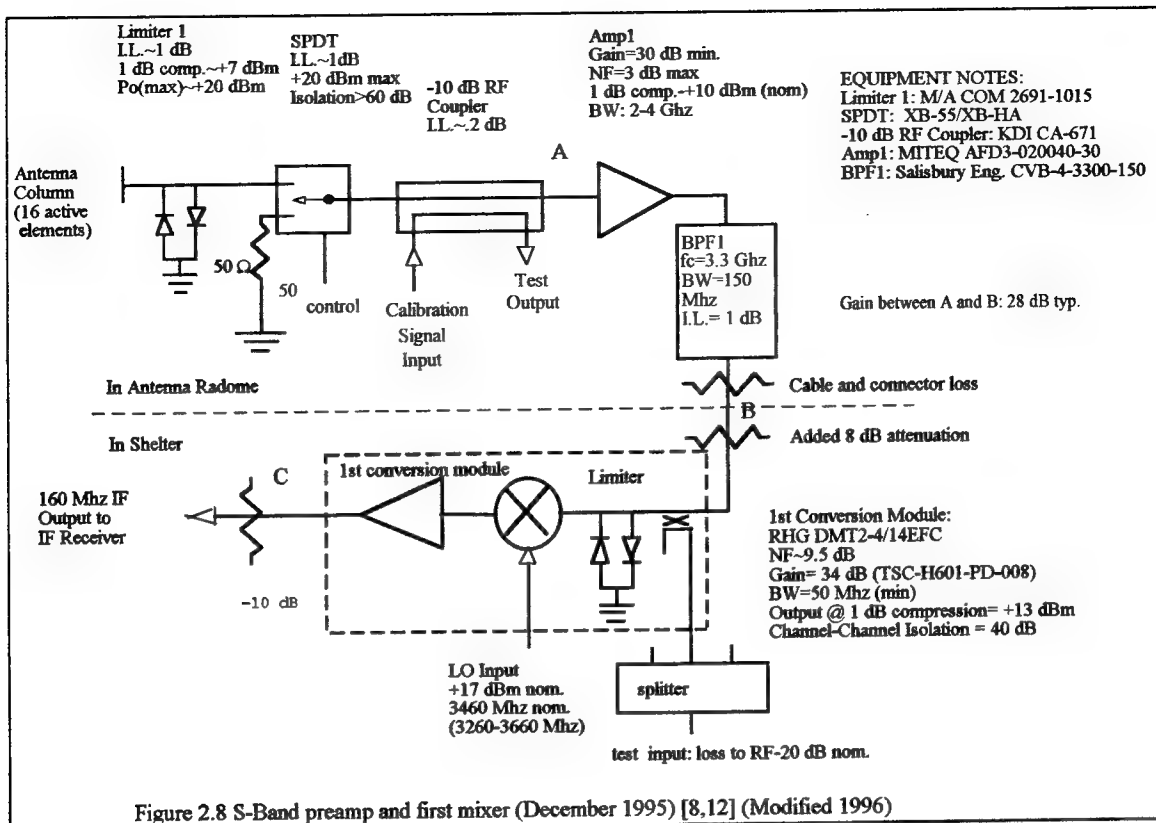 Limiter 1
I.L.~1 dB
1 dB comp.~+7 dBm
Po(max)~+20 dBm
SPDT
I.L.~1dB
+20 dBm max
Isolation>60 dB
-10 dB RF
Coupler
I.L.~.2 dB
Amp1
Gain=30 dB min.
NF=3 dB max
1 dB comp.-+10 dBm (nom)
BW: 2-4 Ghz
EQUIPMENT NOTES:
Limiter 1: M/A COM 2691-1015
SPDT: XB-55/XB-HA
-10 dB RF Coupler: KDI CA-671
Amp1: MITEQ AFD3-020040-30
BPF1: Salisbury Eng. CVB-4-3300-150
A
Antenna
Column
(16 active
elements)
50 Ω
50
control
Calibration
Signal
Input
Test
Output
BPF1
fc=3.3 Ghz
BW=150
Mhz
I.L.= 1 dB
Gain between A and B: 28 dB typ.
In Antenna Radome
Cable and connector loss
B
In Shelter
Added 8 dB attenuation
1st conversion module
Limiter
C
160 Mhz IF
Output to
IF Receiver
-10 dB
1st Conversion Module:
RHG DMT2-4/14EFC
NF~9.5 dB
Gain= 34 dB (TSC-H601-PD-008)
BW=50 Mhz (min)
Output @ 1 dB compression= +13 dBm
Channel-Channel Isolation = 40 dB
LO Input
+17 dBm nom.
3460 Mhz nom.
(3260-3660 Mhz)
splitter
test input: loss to RF-20 dB nom.
Figure 2.8 S-Band preamp and first mixer (December 1995) [8,12] (Modified 1996)